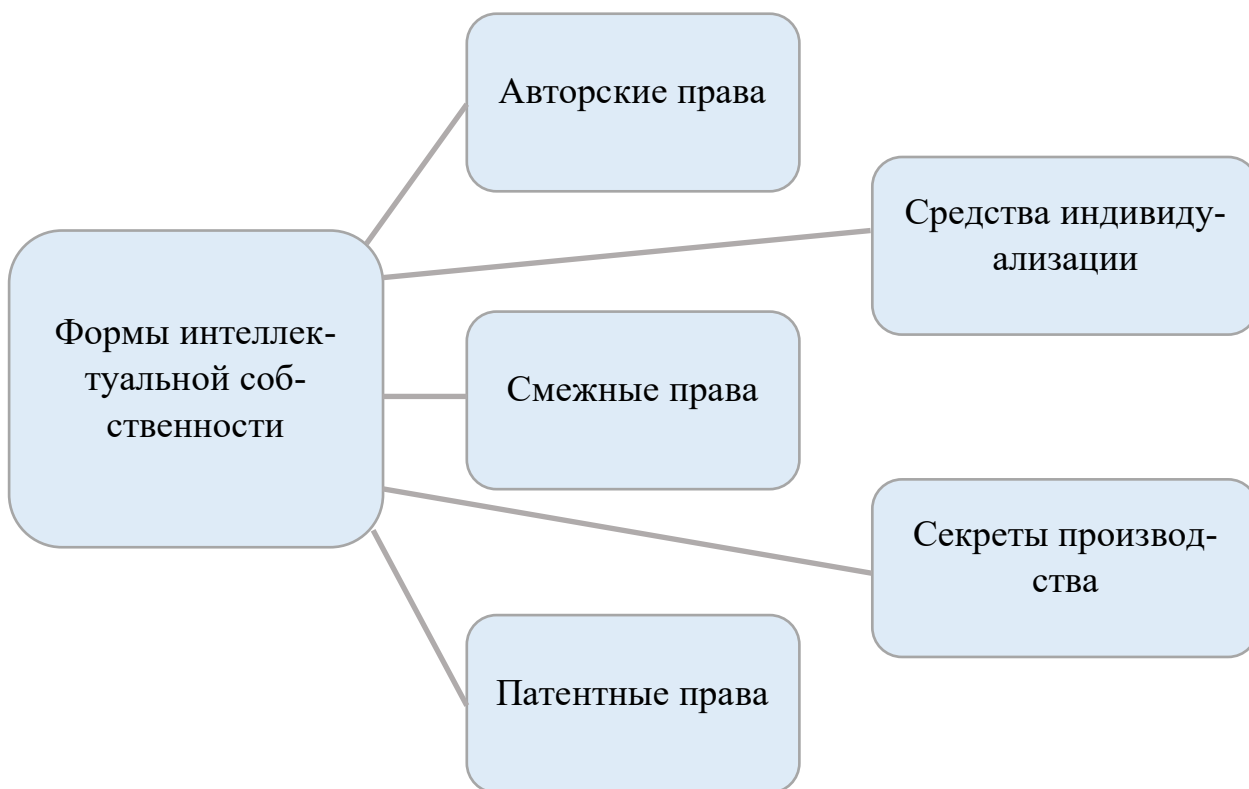 Авторские права
Средства индивиду-
ализации
Формы интеллек-
туальной соб-
ственности
Смежные права
Секреты производ-
ства
Патентные права